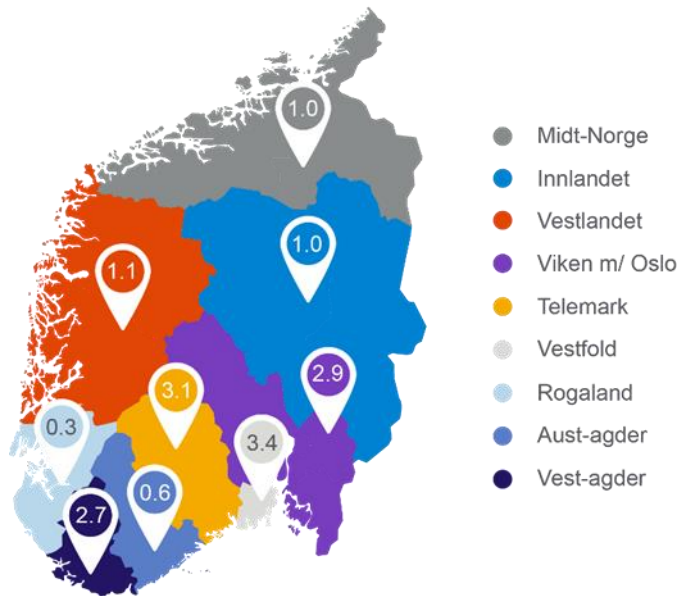 1.0
1.0
1.1
2.9
3.1
3.4
0.3
0.6
2.7
Midt-Norge
Innlandet
Vestlandet
Viken m/ Oslo
Telemark
Vestfold
Rogaland
Aust-agder
Vest-agder